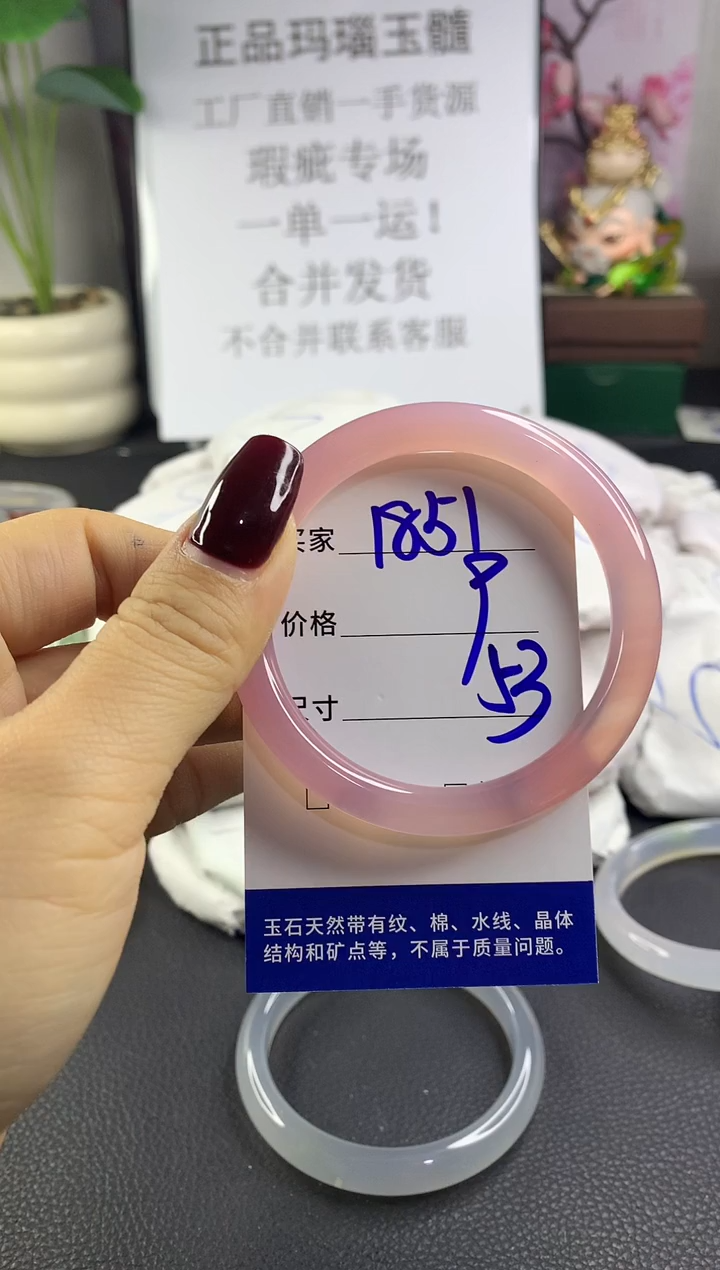 正品玛瑙玉髓
工厂直销一手货源
瑕疵专场
一单一运！
合并发货
不合并联系客服
买家 1851
价格
尺寸 53
玉石天然带有纹、棉、水线、晶体
结构和矿点等，不属于质量问题。